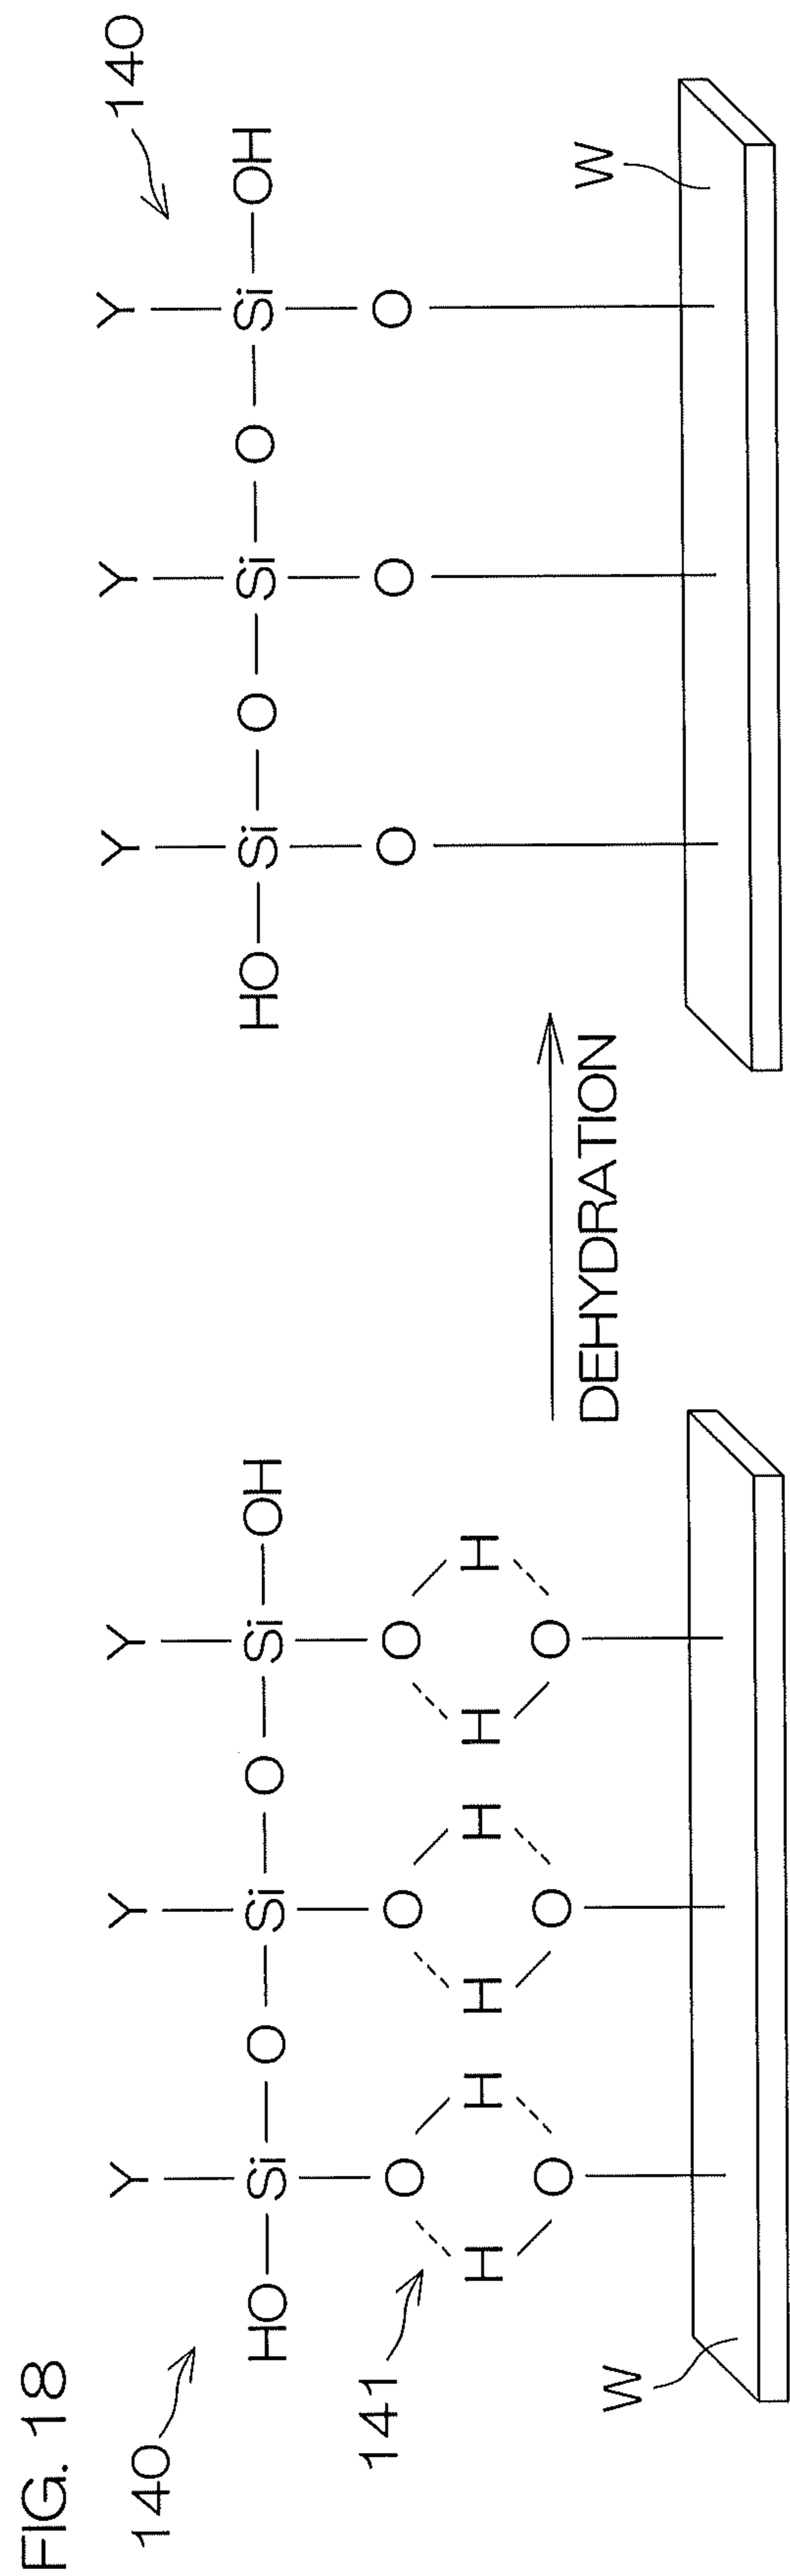 FIG. 18
140
Y Y Y
HO Si O Si O Si OH
141
O O O
H H H H H H
O O O
W
DEHYDRATION
140
Y Y Y
HO Si O Si O Si OH
O O O
W